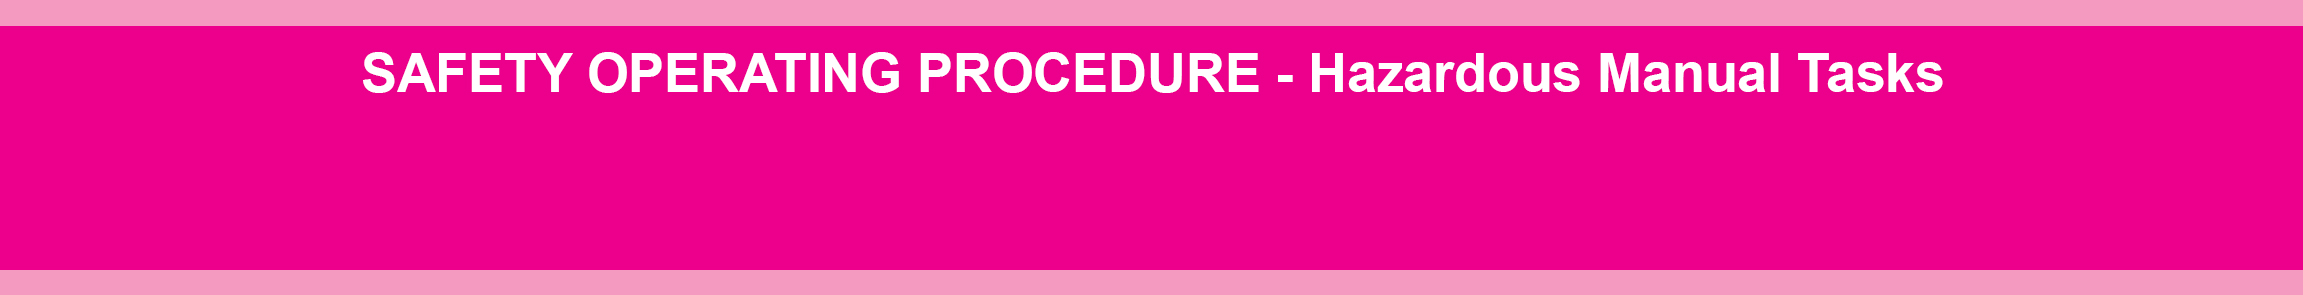 SAFETY OPERATING PROCEDURE - Hazardous Manual Tasks